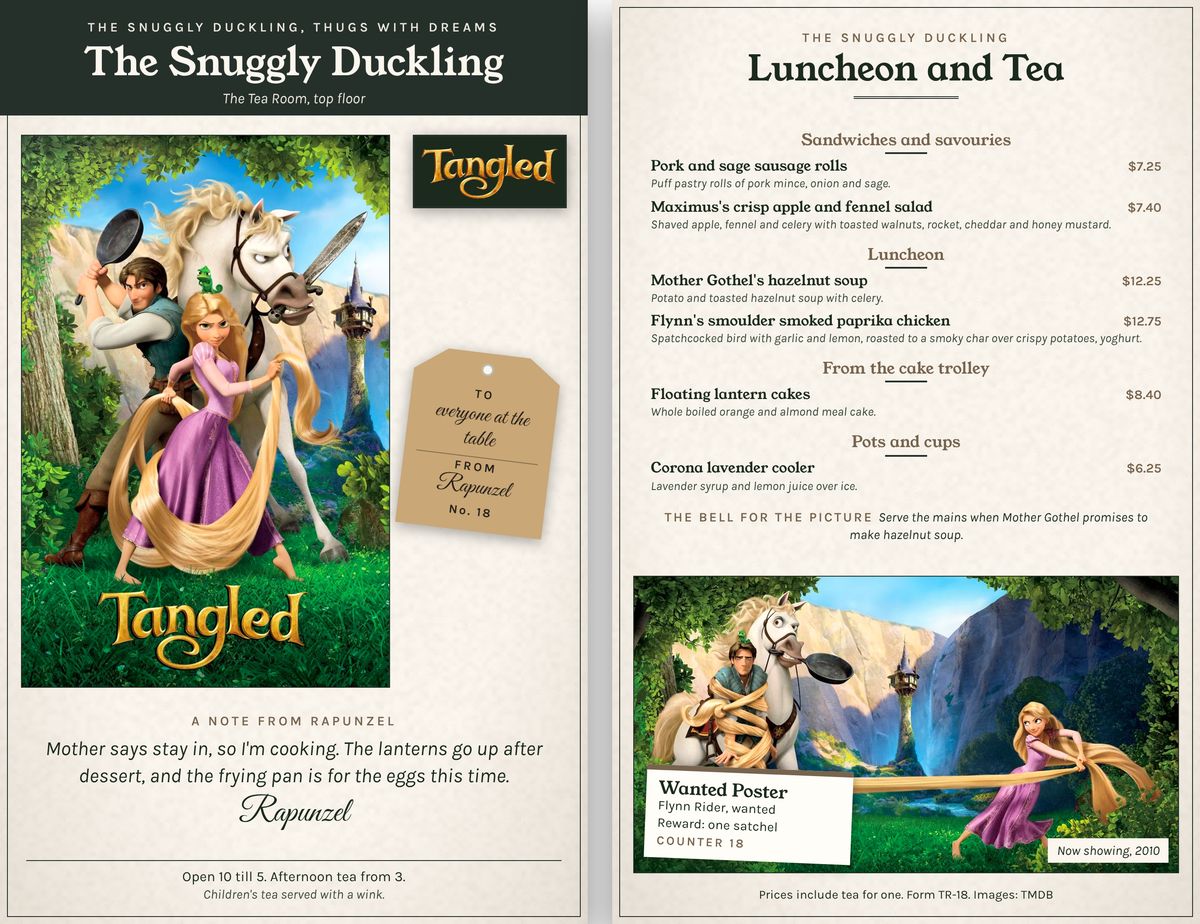 THE SNUGGLY DUCKLING, THUGS WITH DREAMS
The Snuggly Duckling
The Tea Room, top floor
Tangled
TO
everyone at the
table
FROM
Rapunzel
No. 18
Tangled
A NOTE FROM RAPUNZEL
Mother says stay in, so I'm cooking. The lanterns go up after
dessert, and the frying pan is for the eggs this time.
Rapunzel
Open 10 till 5. Afternoon tea from 3.
Children's tea served with a wink.
THE SNUGGLY DUCKLING
Luncheon and Tea
Sandwiches and savouries
Pork and sage sausage rolls $7.25
Puff pastry rolls of pork mince, onion and sage.
Maximus's crisp apple and fennel salad $7.40
Shaved apple, fennel and celery with toasted walnuts, rocket, cheddar and honey mustard.
Luncheon
Mother Gothel's hazelnut soup $12.25
Potato and toasted hazelnut soup with celery.
Flynn's smoulder smoked paprika chicken $12.75
Spatchcocked bird with garlic and lemon, roasted to a smoky char over crispy potatoes, yoghurt.
From the cake trolley
Floating lantern cakes $8.40
Whole boiled orange and almond meal cake.
Pots and cups
Corona lavender cooler $6.25
Lavender syrup and lemon juice over ice.
THE BELL FOR THE PICTURE Serve the mains when Mother Gothel promises to
make hazelnut soup.
Wanted Poster
Flynn Rider, wanted
Reward: one satchel
COUNTER 18
Now showing, 2010
Prices include tea for one. Form TR-18. Images: TMDB